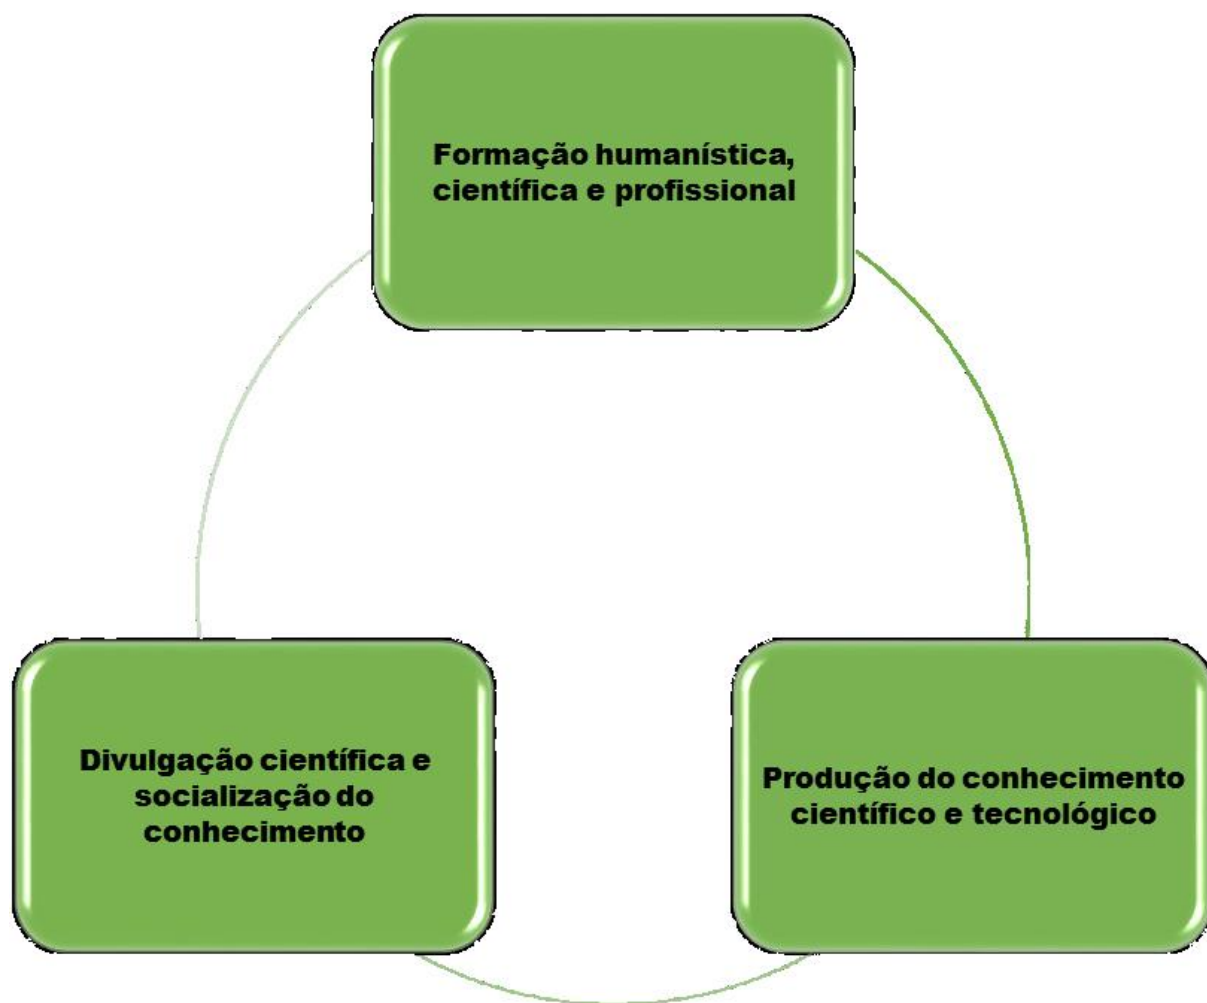 Formação humanística,
científica e profissional
Divulgação científica e
socialização do
conhecimento
Produção do conhecimento
científico e tecnológico